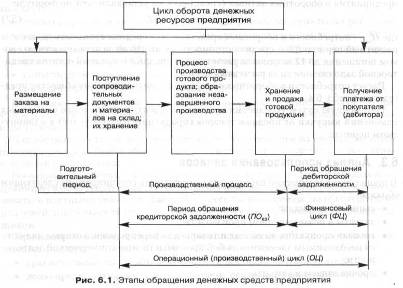 Цикл оборота денежных
ресурсов предприятия
Размещение
заказа на
материалы
Поступление
сопроводи-
тельных
документов
и материа-
лов на склад;
их хранение
Процесс
производства
готового про-
дукта; обра-
зование неза-
вершенного
производства
Хранение
и продажа
готовой
продукции
Получение
платежа от
покупателя
(дебитора)
Подгото-
вительный
период
Производственный процесс
Период обращения
дебиторской
задолженности
Период обращения
кредиторской задолженности (ПОкз)
Финансовый
цикл (ФЦ)
Операционный (производственный) цикл (ОЦ)
Рис. 6.1. Этапы обращения денежных средств предприятия